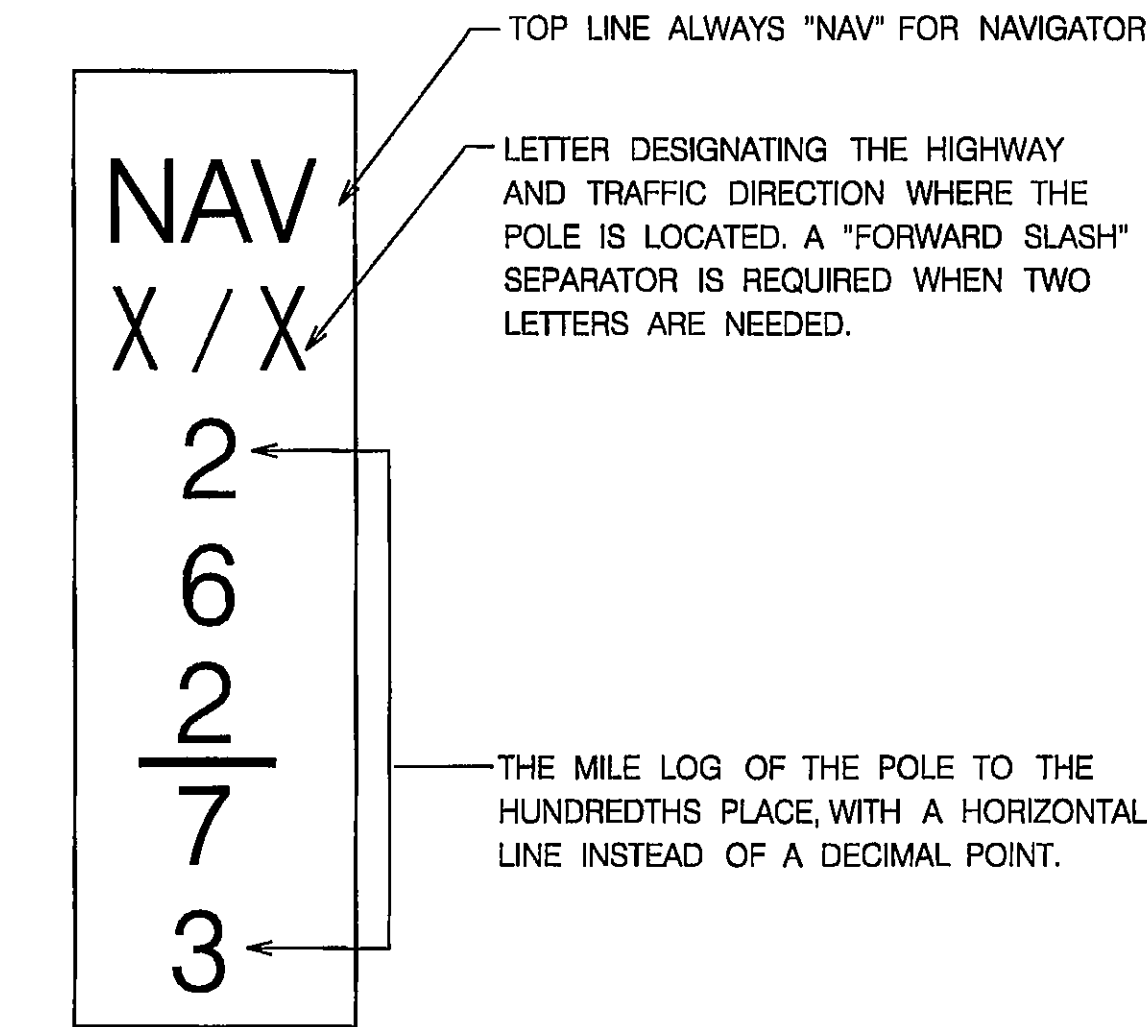 TOP LINE ALWAYS "NAV" FOR NAVIGATOR
NAV
LETTER DESIGNATING THE HIGHWAY
AND TRAFFIC DIRECTION WHERE THE
POLE IS LOCATED. A "FORWARD SLASH"
SEPARATOR IS REQUIRED WHEN TWO
LETTERS ARE NEEDED.
X / X
2
6
2
7
3
THE MILE LOG OF THE POLE TO THE
HUNDREDTHS PLACE, WITH A HORIZONTAL
LINE INSTEAD OF A DECIMAL POINT.